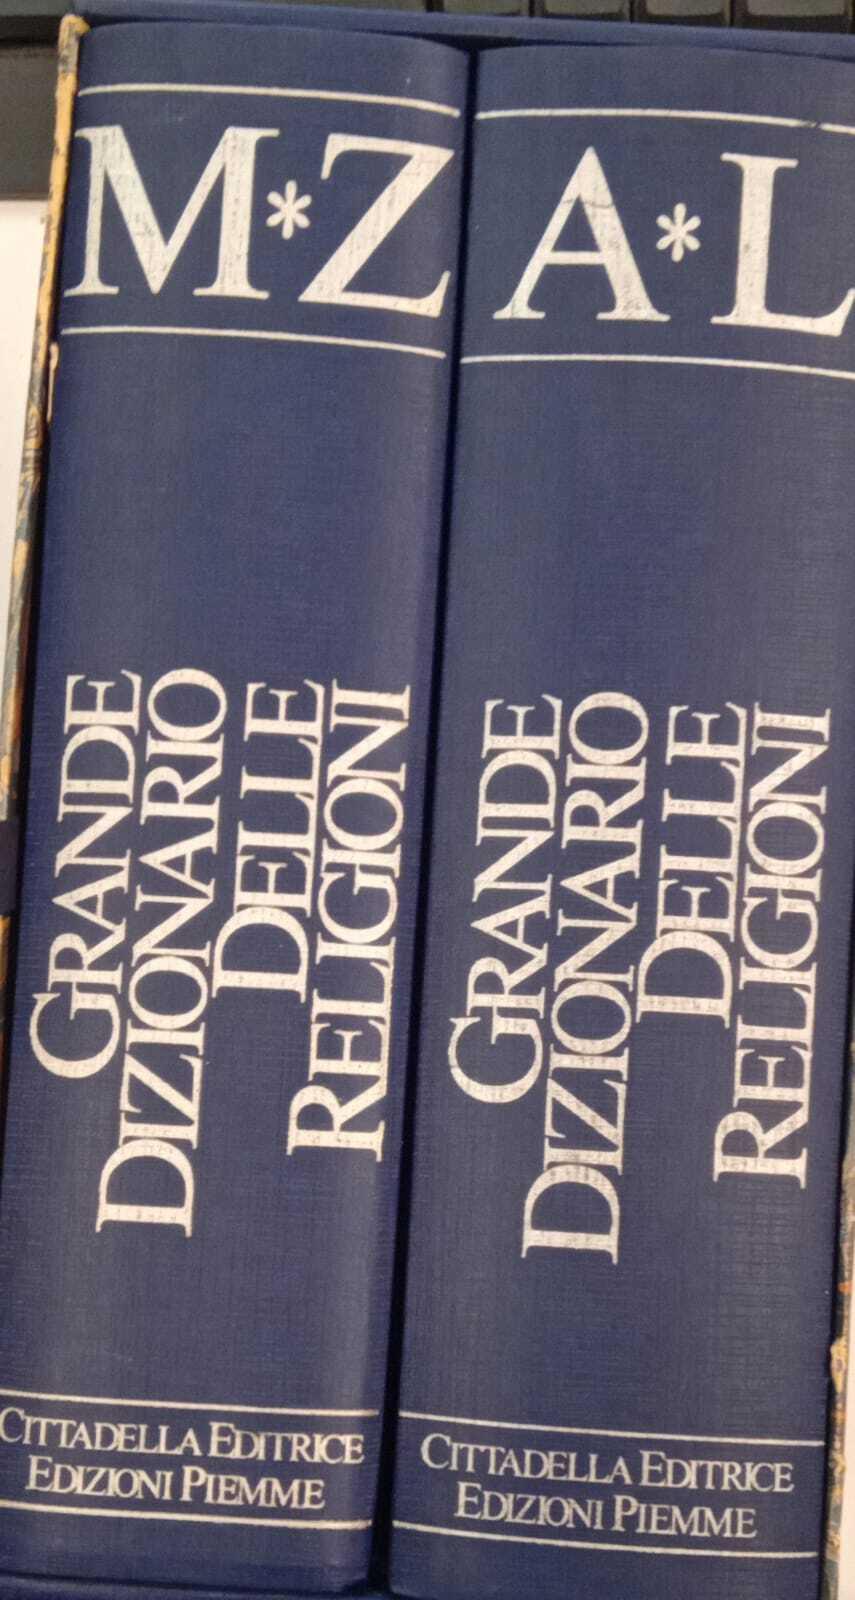 M*Z
GRANDE
DIZIONARIO
DELLE
RELIGIONI
CITTADELLA EDITRICE
EDIZIONI PIEMME
A*L
GRANDE
DIZIONARIO
DELLE
RELIGIONI
CITTADELLA EDITRICE
EDIZIONI PIEMME